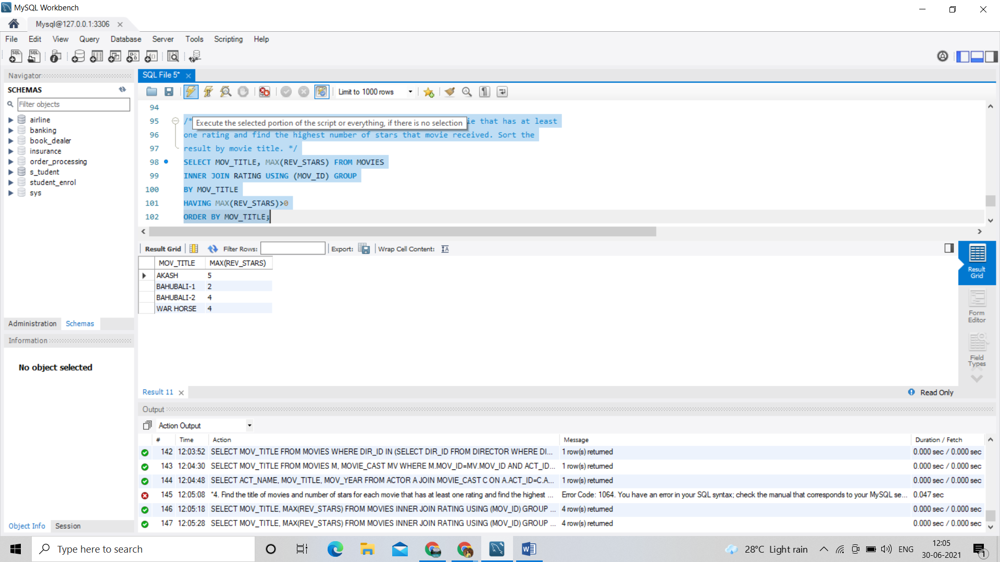 MySQL Workbench
Mysql@127.0.0.1:3306
File Edit View Query Database Server Tools Scripting Help
Navigator
SCHEMAS
Filter objects
airline
banking
book_dealer
insurance
order_processing
s_tudent
student_enrol
sys
Administration Schemas
Information
No object selected
Object Info Session
SQL File 5*
Limit to 1000 rows
94
95 /* ie that has at least
Execute the selected portion of the script or everything, if there is no selection
96 one rating and find the highest number of stars that movie received. Sort the
97 result by movie title. */
98 SELECT MOV_TITLE, MAX(REV_STARS) FROM MOVIES
99 INNER JOIN RATING USING (MOV_ID) GROUP
100 BY MOV_TITLE
101 HAVING MAX(REV_STARS)>0
102 ORDER BY MOV_TITLE;
Result Grid Filter Rows: Export: Wrap Cell Content:
MOV_TITLE MAX(REV_STARS)
AKASH 5
BAHUBALI-1 2
BAHUBALI-2 4
WAR HORSE 4
Result
Grid
Form
Editor
Field
Types
Result 11
Read Only
Output
Action Output
# Time Action Message Duration / Fetch
142 12:03:52 SELECT MOV_TITLE FROM MOVIES WHERE DIR_ID IN (SELECT DIR_ID FROM DIRECTOR WHERE DI... 1 row(s) returned 0.000 sec / 0.000 sec
143 12:04:30 SELECT MOV_TITLE FROM MOVIES M, MOVIE_CAST MV WHERE M.MOV_ID=MV.MOV_ID AND ACT_ID... 1 row(s) returned 0.000 sec / 0.000 sec
144 12:04:48 SELECT ACT_NAME, MOV_TITLE, MOV_YEAR FROM ACTOR A JOIN MOVIE_CAST C ON A.ACT_ID=C.A... 1 row(s) returned 0.000 sec / 0.000 sec
145 12:05:08 *4. Find the title of movies and number of stars for each movie that has at least one rating and find the highest ... Error Code: 1064. You have an error in your SQL syntax; check the manual that corresponds to your MySQL se... 0.047 sec
146 12:05:18 SELECT MOV_TITLE, MAX(REV_STARS) FROM MOVIES INNER JOIN RATING USING (MOV_ID) GROUP ... 4 row(s) returned 0.000 sec / 0.000 sec
147 12:05:28 SELECT MOV_TITLE, MAX(REV_STARS) FROM MOVIES INNER JOIN RATING USING (MOV_ID) GROUP ... 4 row(s) returned 0.000 sec / 0.000 sec
Type here to search
28°C Light rain
ENG
12:05
30-06-2021
1